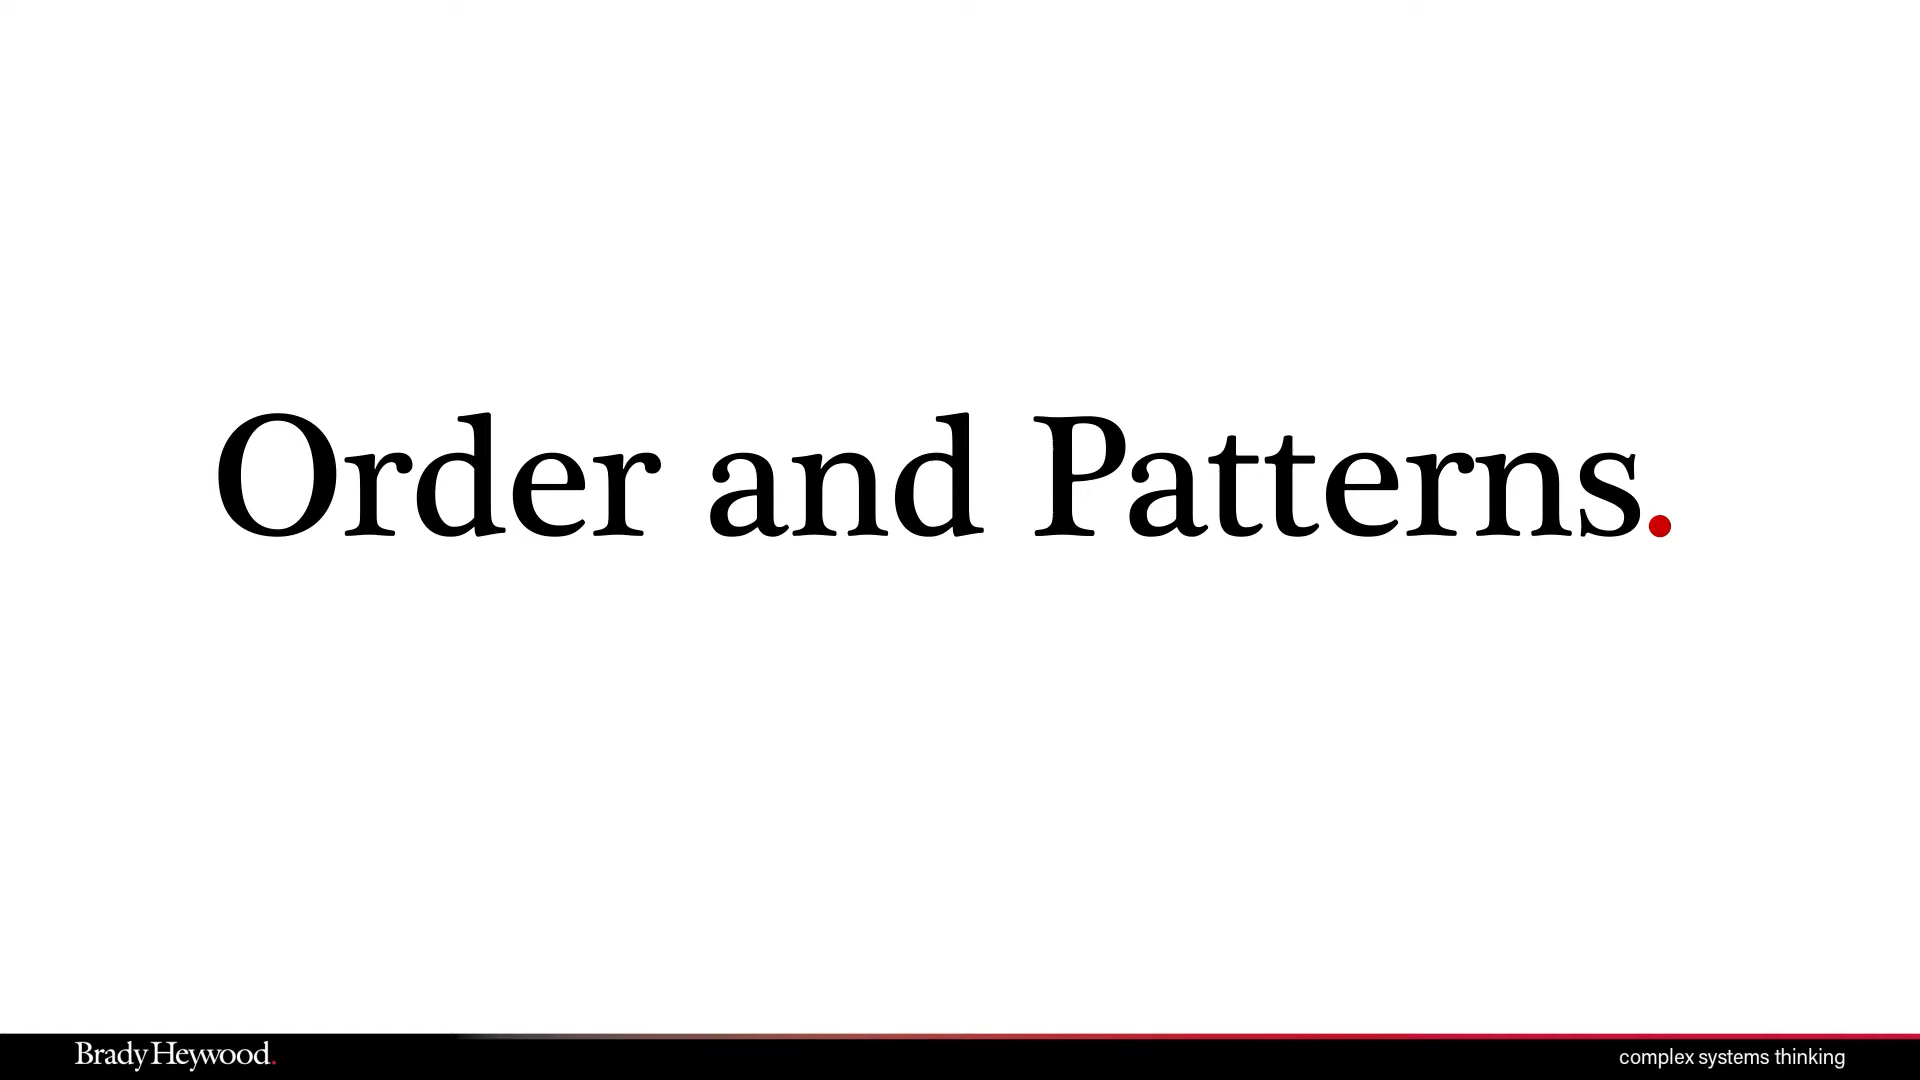 Order and Patterns.
Brady Heywood.
complex systems thinking